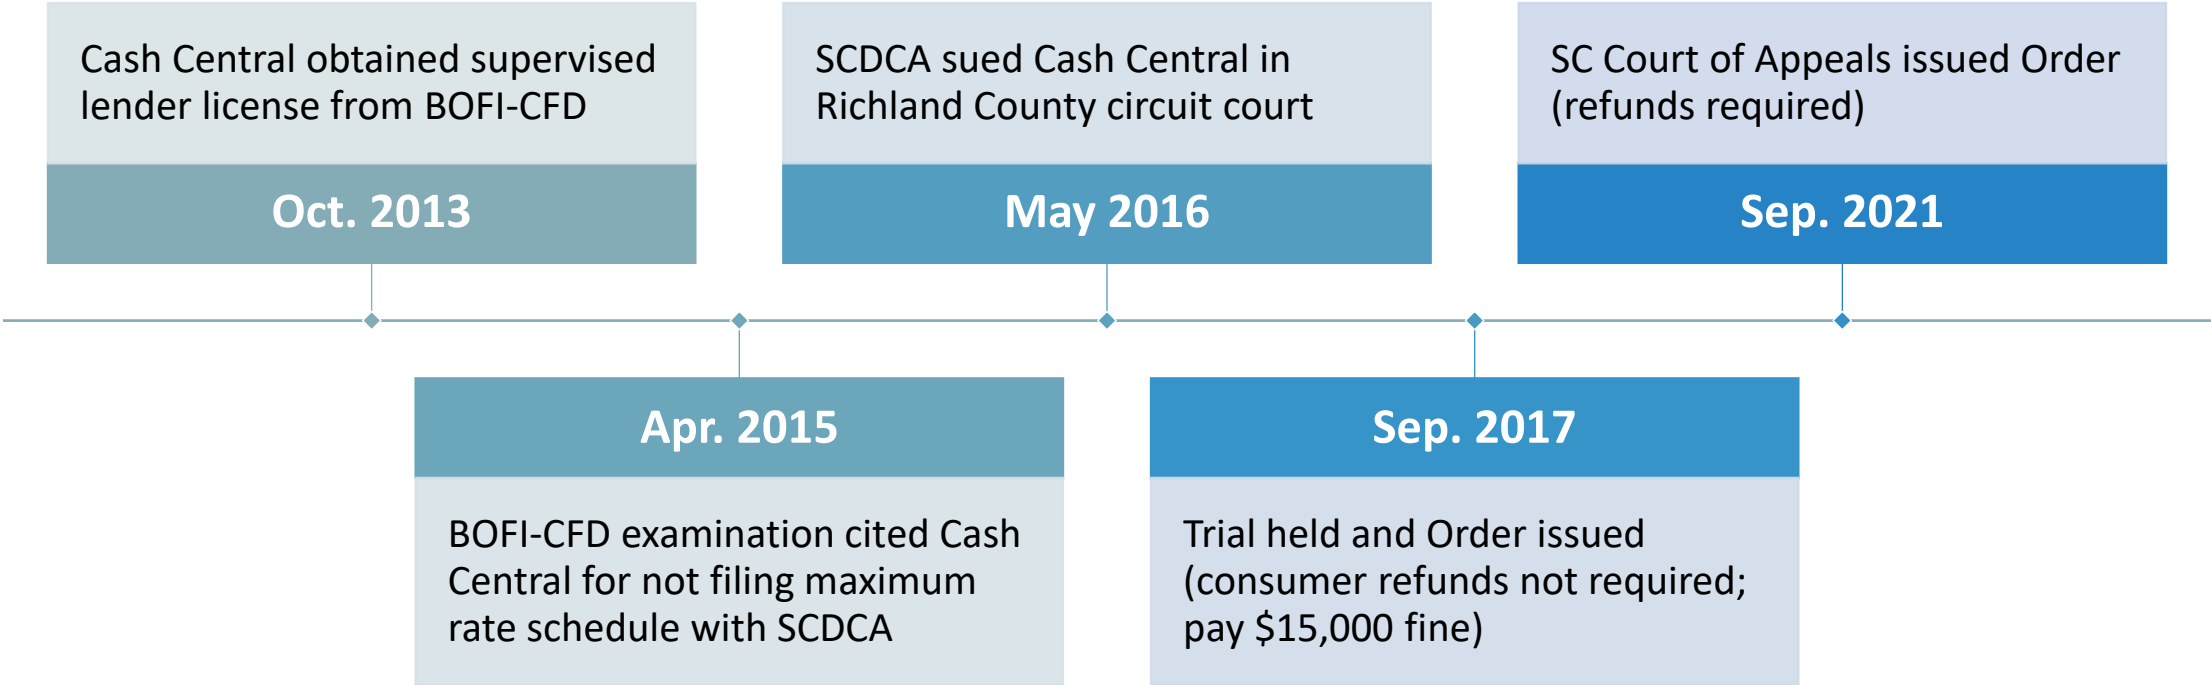 Cash Central obtained supervised
lender license from BOFI-CFD
Oct. 2013
BOFI-CFD examination cited Cash
Central for not filing maximum
rate schedule with SCDCA
Apr. 2015
SCDCA sued Cash Central in
Richland County circuit court
May 2016
Sep. 2017
Trial held and Order issued
(consumer refunds not required;
pay $15,000 fine)
SC Court of Appeals issued Order
(refunds required)
Sep. 2021